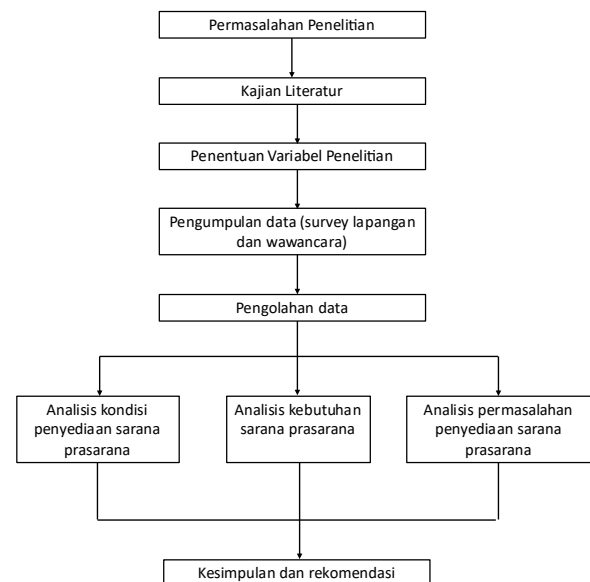 Permasalahan Penelitian
Kajian Literatur
Penentuan Variabel Penelitian
Pengumpulan data (survey lapangan
dan wawancara)
Pengolahan data
Analisis kondisi
penyediaan sarana
prasarana
Analisis kebutuhan
sarana prasarana
Analisis permasalahan
penyediaan sarana
prasarana
Kesimpulan dan rekomendasi